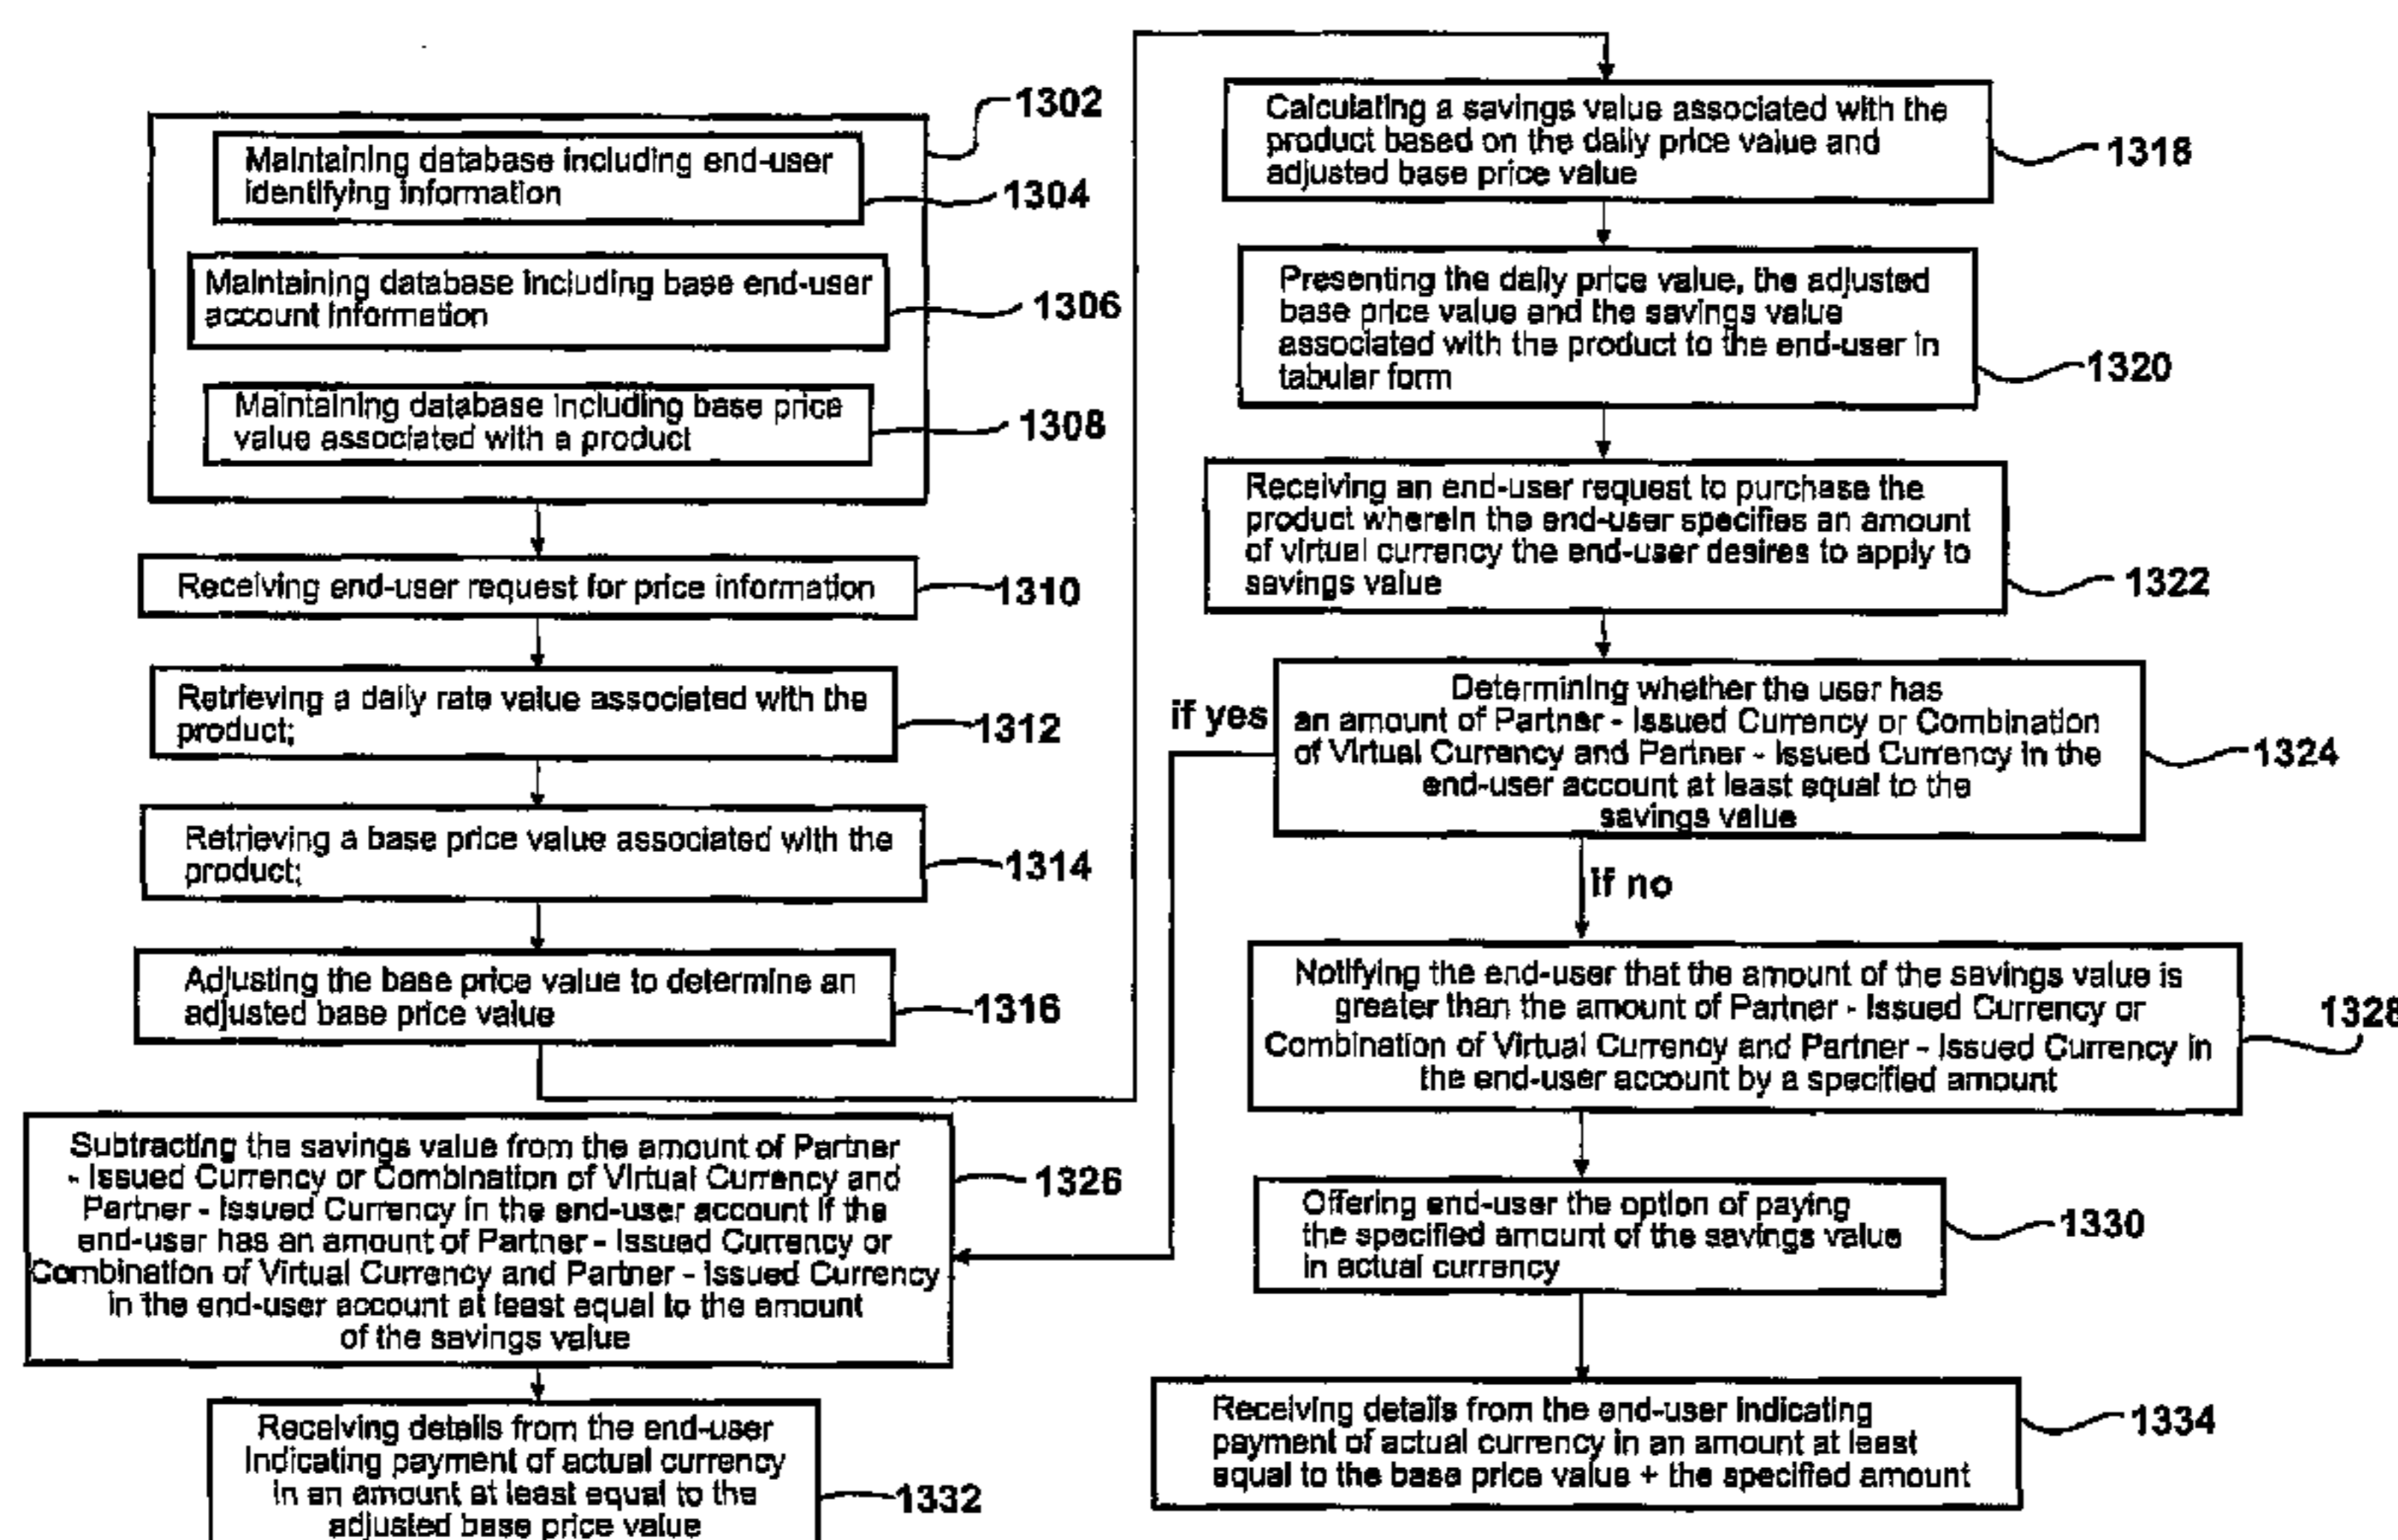 1302
Maintaining database including end-user
identifying information
1304
Maintaining database including base end-user
account information
1306
Maintaining database including base price
value associated with a product
1308
Receiving end-user request for price information
1310
Retrieving a daily rate value associated with the
product;
1312
Retrieving a base price value associated with the
product;
1314
Adjusting the base price value to determine an
adjusted base price value
1316
Calculating a savings value associated with the
product based on the daily price value and
adjusted base price value
1318
Presenting the daily price value, the adjusted
base price value and the savings value
associated with the product to the end-user in
tabular form
1320
Receiving an end-user request to purchase the
product wherein the end-user specifies an amount
of virtual currency the end-user desires to apply to
savings value
1322
Determining whether the user has
an amount of Partner - Issued Currency or Combination
of Virtual Currency and Partner - Issued Currency in the
end-user account at least equal to the
savings value
1324
if yes
if no
Subtracting the savings value from the amount of Partner
- Issued Currency or Combination of Virtual Currency and
Partner - Issued Currency in the end-user account if the
end-user has an amount of Partner - Issued Currency or
Combination of Virtual Currency and Partner - Issued Currency
in the end-user account at least equal to the amount
of the savings value
1326
Notifying the end-user that the amount of the savings value is
greater than the amount of Partner - Issued Currency or
Combination of Virtual Currency and Partner - Issued Currency in
the end-user account by a specified amount
1328
Offering end-user the option of paying
the specified amount of the savings value
in actual currency
1330
Receiving details from the end-user
indicating payment of actual currency
in an amount at least equal to the
adjusted base price value
1332
Receiving details from the end-user indicating
payment of actual currency in an amount at least
equal to the base price value + the specified amount
1334